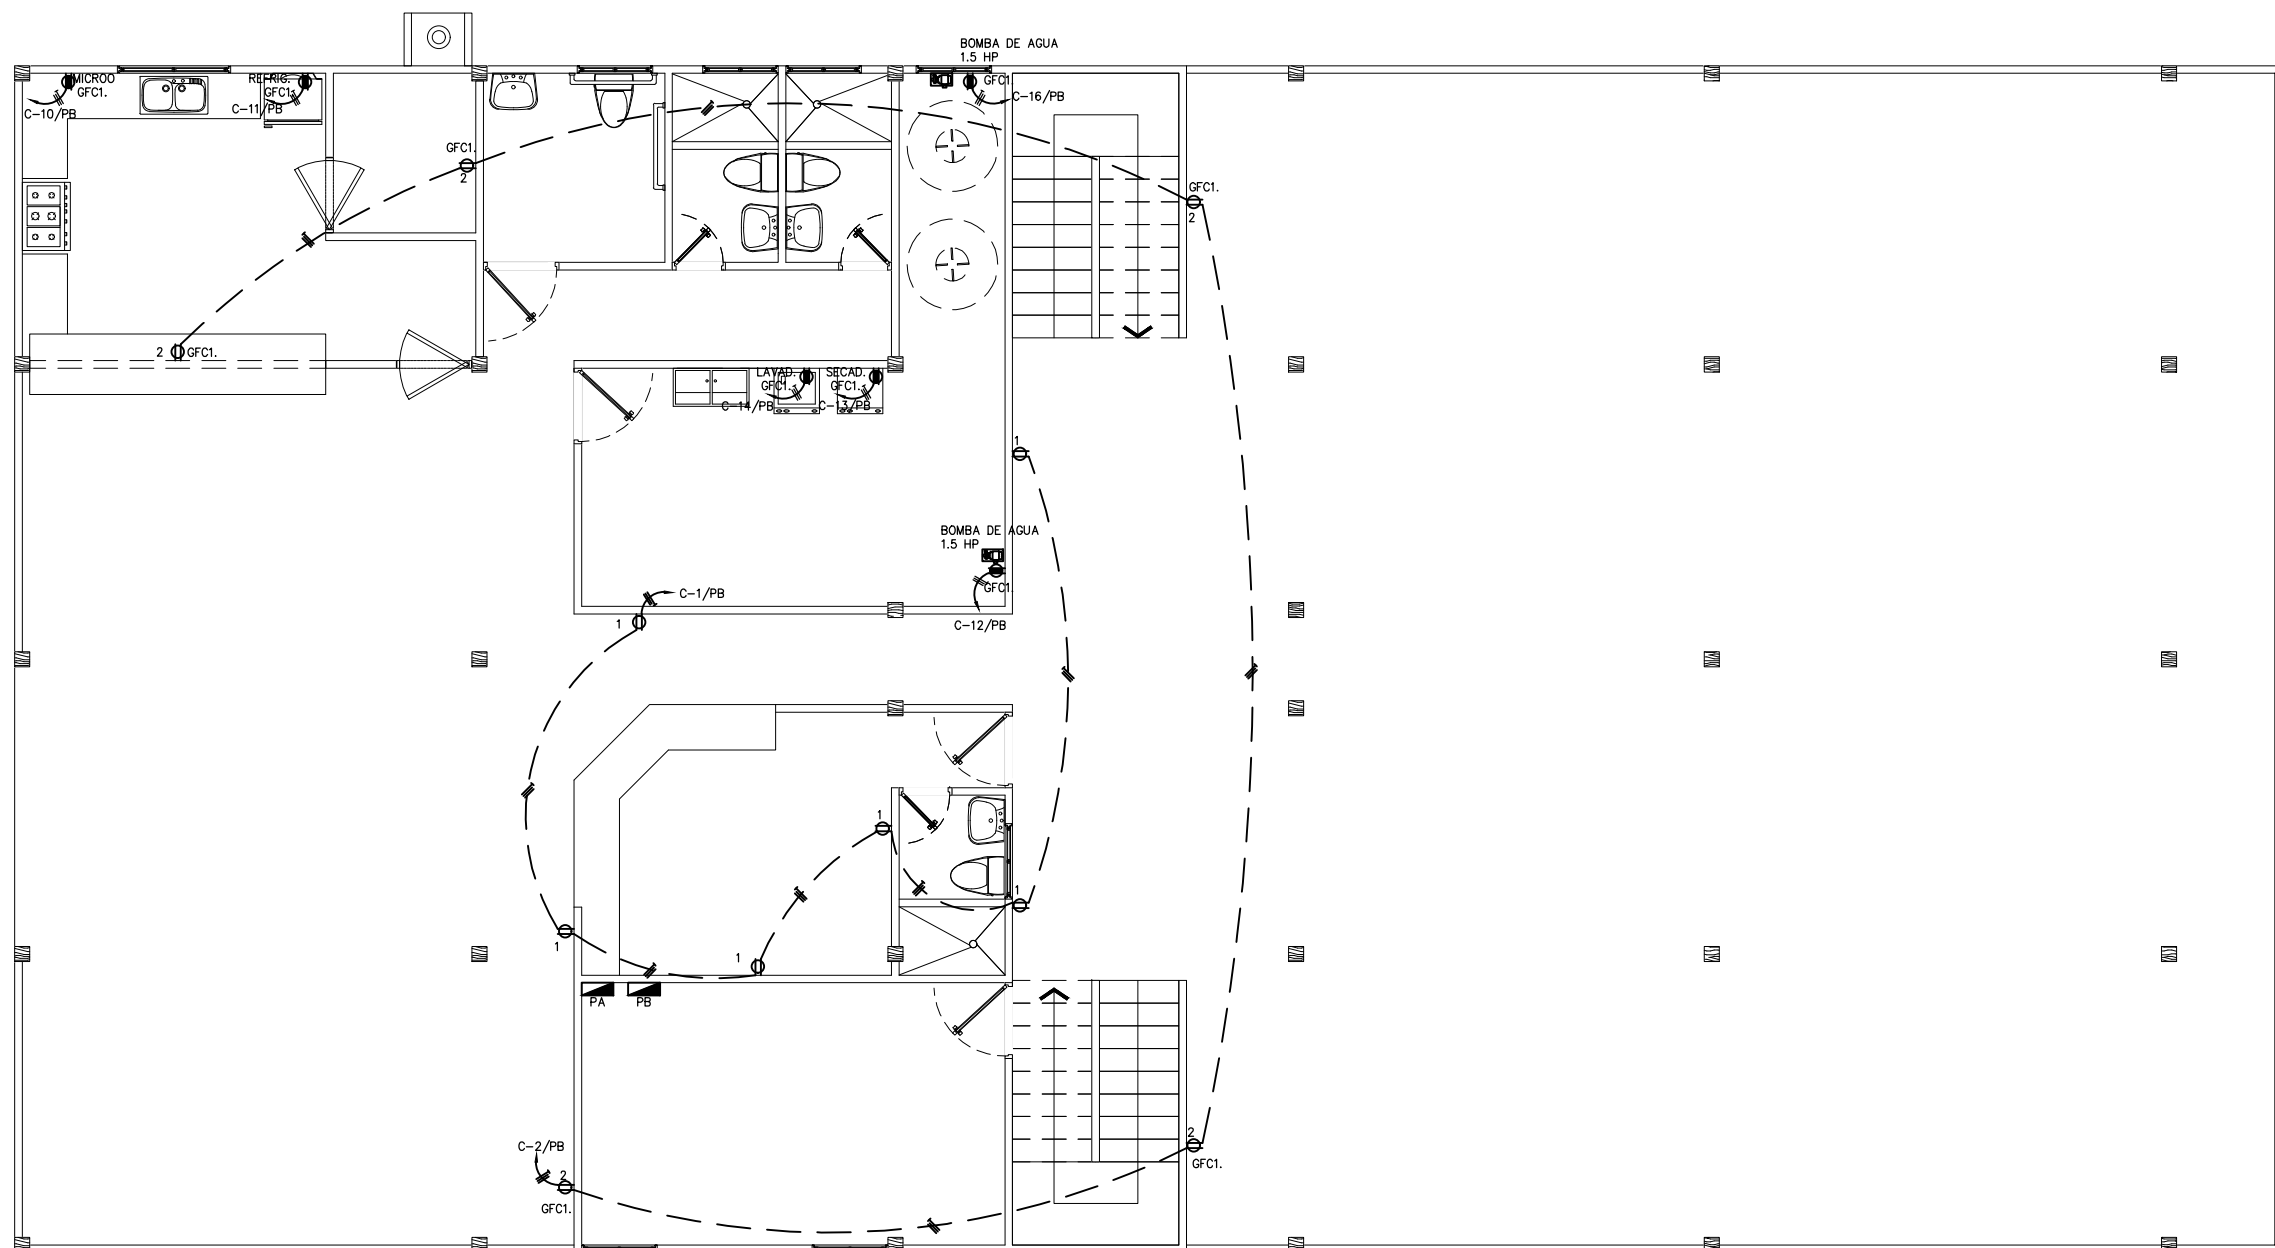 BOMBA DE AGUA
1.5 HP
MICROO
GFC1.
C-10/PB
REFRIG.
GFC1.
C-11/PB
GFC1.
C-16/PB
GFC1.
2
GFC1.
2
2
GFC1.
LAVAD.
GFC1.
C-14/PB
SECAD.
GFC1.
C-13/PB
1
BOMBA DE AGUA
1.5 HP
GFC1.
C-12/PB
C-1/PB
1
1
1
1
1
PA
PB
C-2/PB
2
GFC1.
2
GFC1.